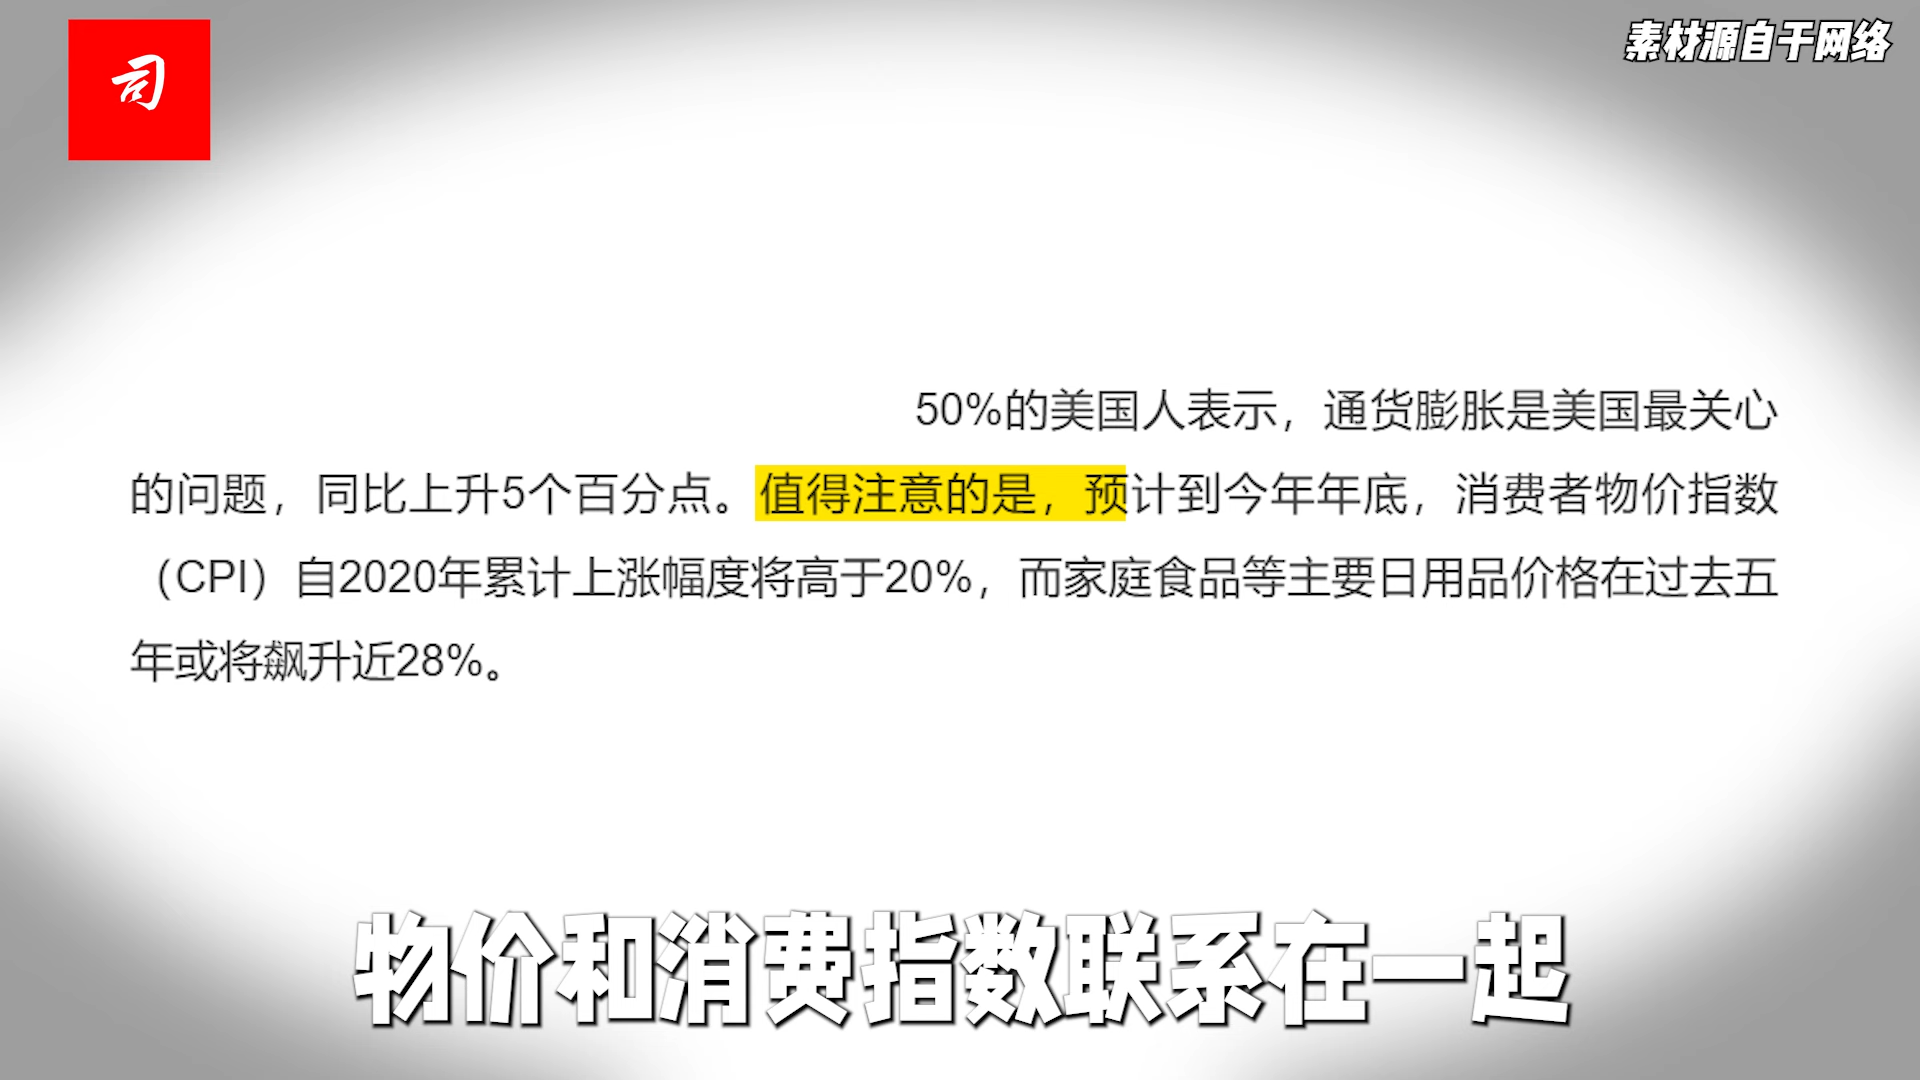 司
素材源自于网络
50%的美国人表示，通货膨胀是美国最关心
的问题，同比上升5个百分点。值得注意的是，预计到今年年底，消费者物价指数
（CPI）自2020年累计上涨幅度将高于20%，而家庭食品等主要日用品价格在过去五
年或将飙升近28%。
物价和消费指数联系在一起